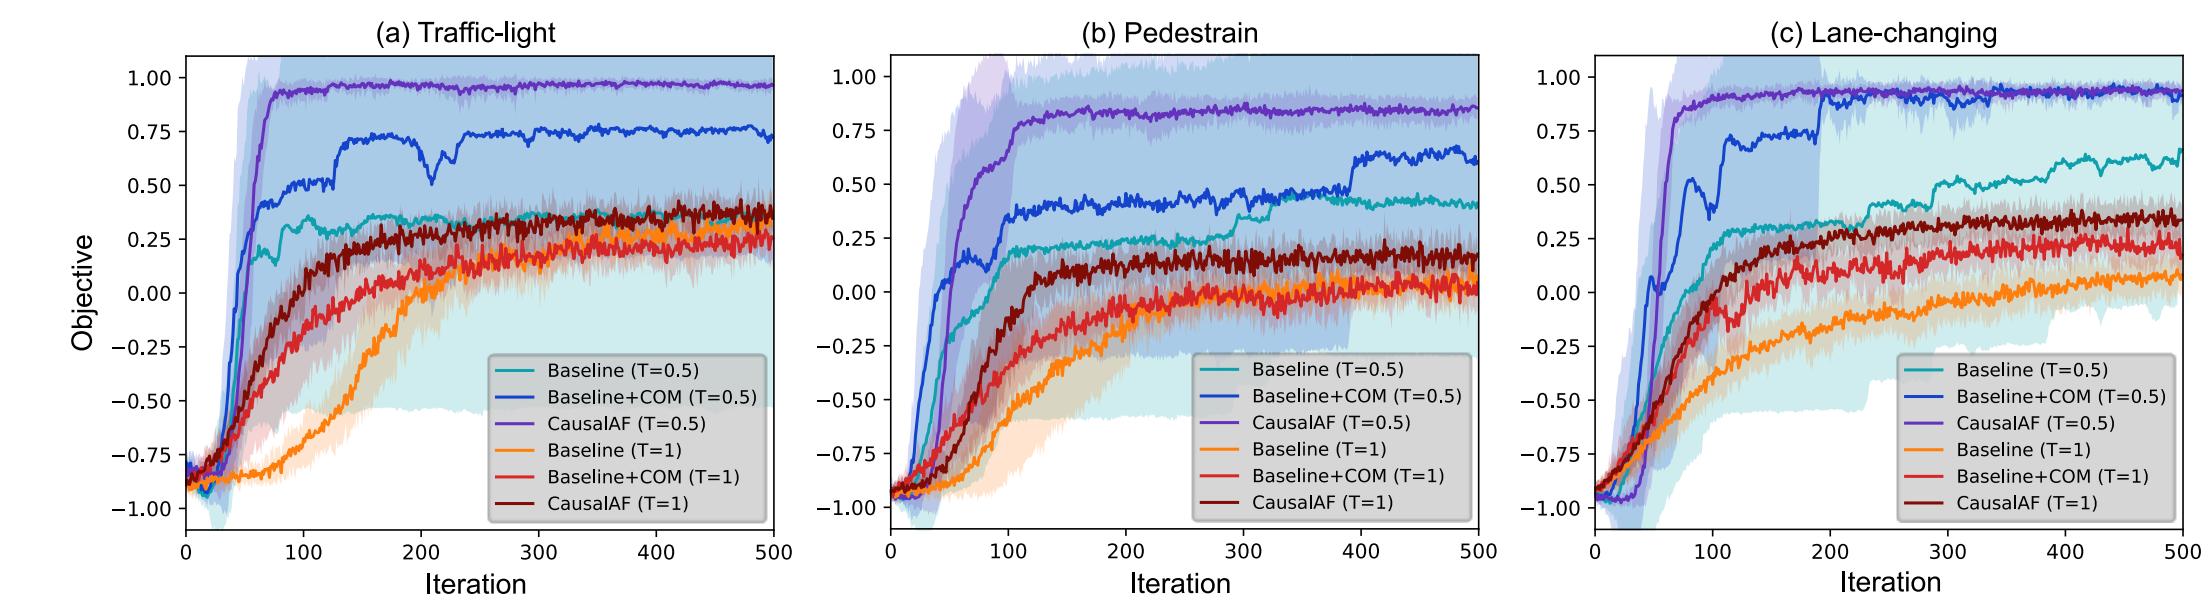 (a) Traffic-light
(b) Pedestrain
(c) Lane-changing
Objective
1.00
0.75
0.50
0.25
0.00
−0.25
−0.50
−0.75
−1.00
Baseline (T=0.5)
Baseline+COM (T=0.5)
CausalAF (T=0.5)
Baseline (T=1)
Baseline+COM (T=1)
CausalAF (T=1)
0 100 200 300 400 500
Iteration
1.00
0.75
0.50
0.25
0.00
−0.25
−0.50
−0.75
−1.00
Baseline (T=0.5)
Baseline+COM (T=0.5)
CausalAF (T=0.5)
Baseline (T=1)
Baseline+COM (T=1)
CausalAF (T=1)
0 100 200 300 400 500
Iteration
1.00
0.75
0.50
0.25
0.00
−0.25
−0.50
−0.75
−1.00
Baseline (T=0.5)
Baseline+COM (T=0.5)
CausalAF (T=0.5)
Baseline (T=1)
Baseline+COM (T=1)
CausalAF (T=1)
0 100 200 300 400 500
Iteration